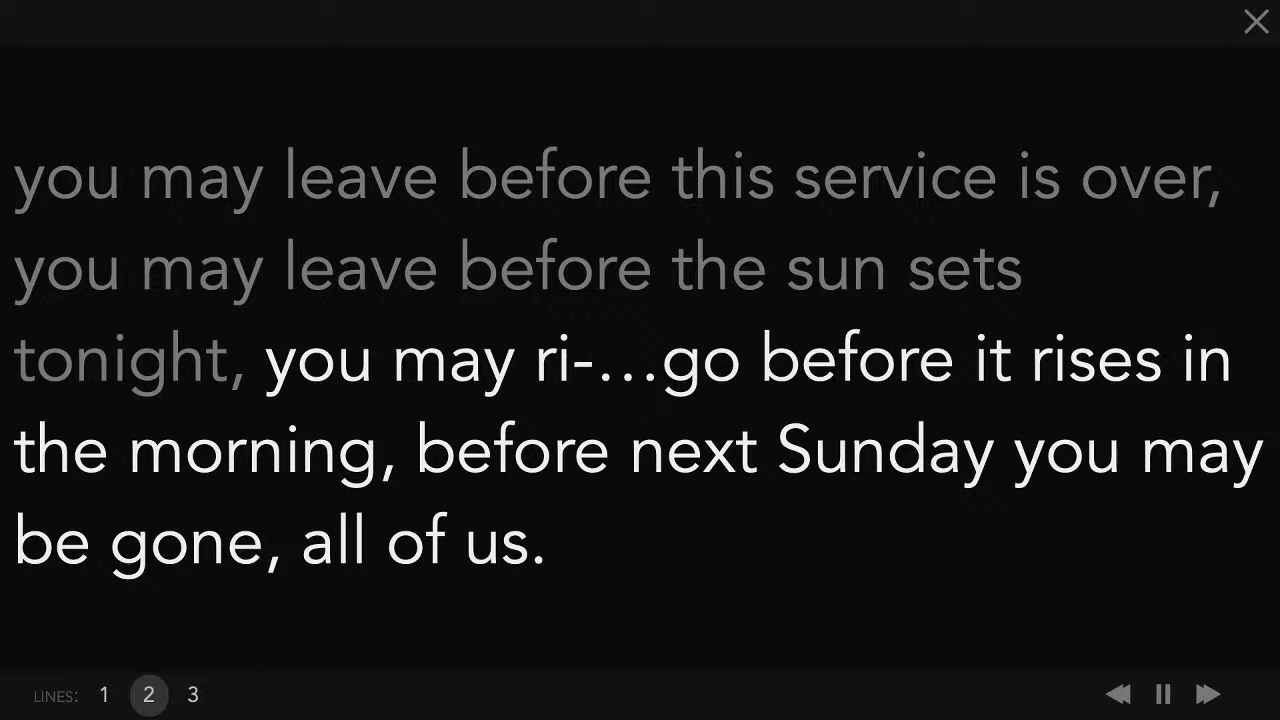 you may leave before this service is over,
you may leave before the sun sets
tonight, you may ri-…go before it rises in
the morning, before next Sunday you may
be gone, all of us.
LINES: 1 2 3